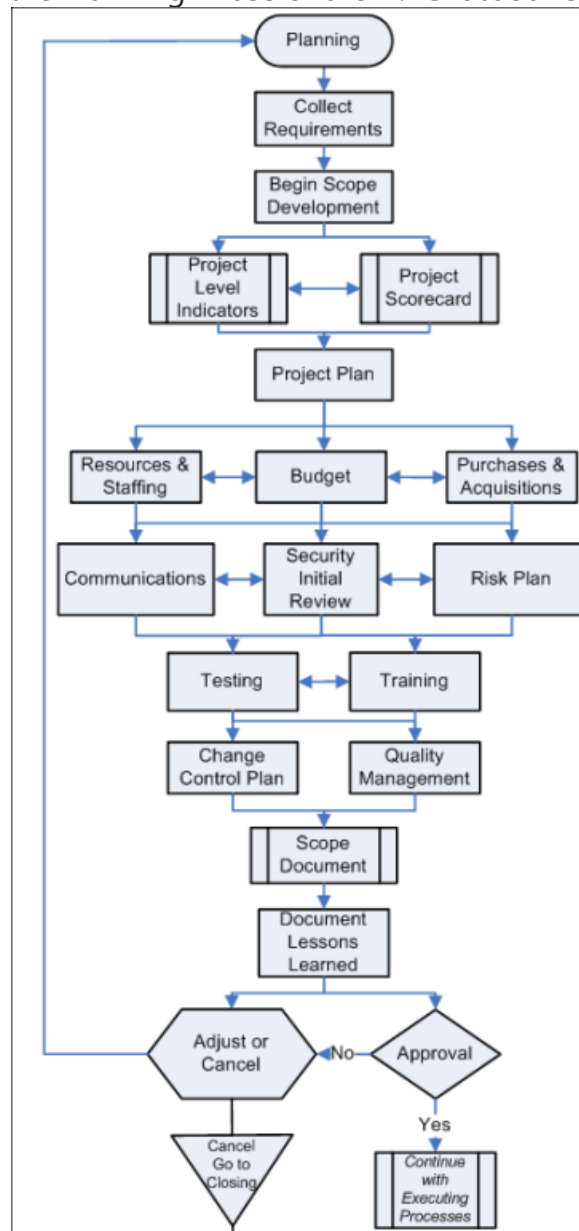 Planning
Collect
Requirements
Begin Scope
Development
Project
Level
Indicators
Project
Scorecard
Project Plan
Resources &
Staffing
Budget
Purchases &
Acquisitions
Communications
Security
Initial
Review
Risk Plan
Testing
Training
Change
Control Plan
Quality
Management
Scope
Document
Document
Lessons
Learned
Adjust or
Cancel
No
Approval
Yes
Cancel
Go to
Closing
Continue
with
Executing
Processes